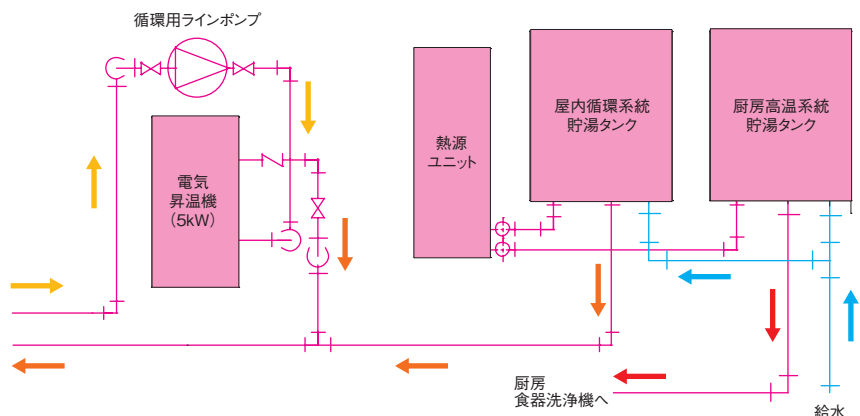 循環用ラインポンプ
電気
昇温機
(5kW)
熱源
ユニット
屋内循環系統
貯湯タンク
厨房高温系統
貯湯タンク
厨房
食器洗浄機へ
給水